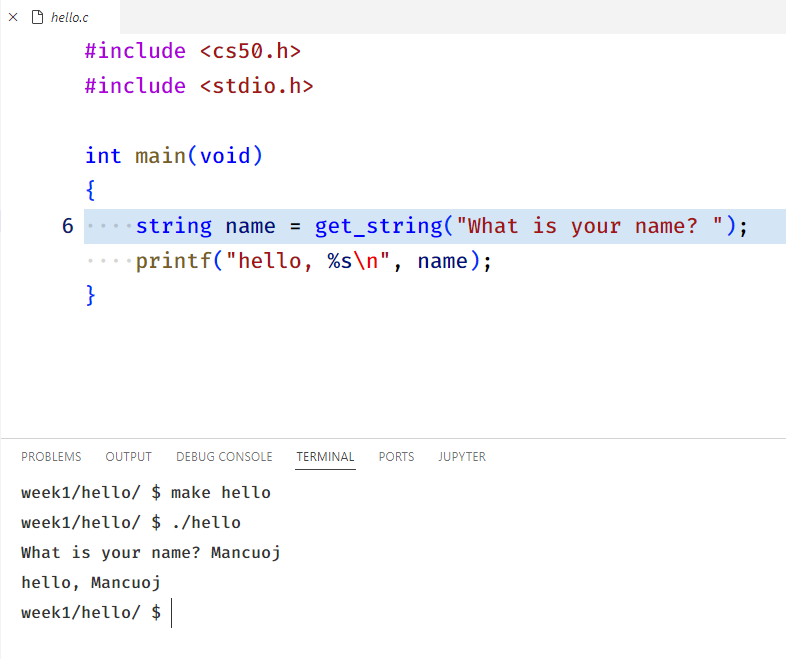 hello.c
#include <cs50.h>
#include <stdio.h>
int main(void)
{
6 ····string name = get_string("What is your name? ");
····printf("hello, %s\n", name);
}
PROBLEMS OUTPUT DEBUG CONSOLE TERMINAL PORTS JUPYTER
week1/hello/ $ make hello
week1/hello/ $ ./hello
What is your name? Mancuoj
hello, Mancuoj
week1/hello/ $